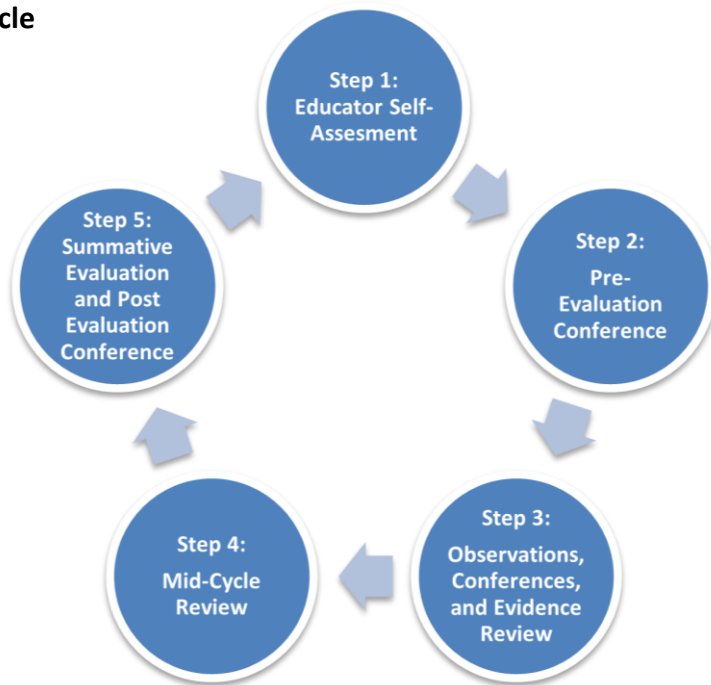 cle
Step 1:
Educator Self-
Assesment
Step 2:
Pre-
Evaluation
Conference
Step 3:
Observations,
Conferences,
and Evidence
Review
Step 4:
Mid-Cycle
Review
Step 5:
Summative
Evaluation
and Post
Evaluation
Conference